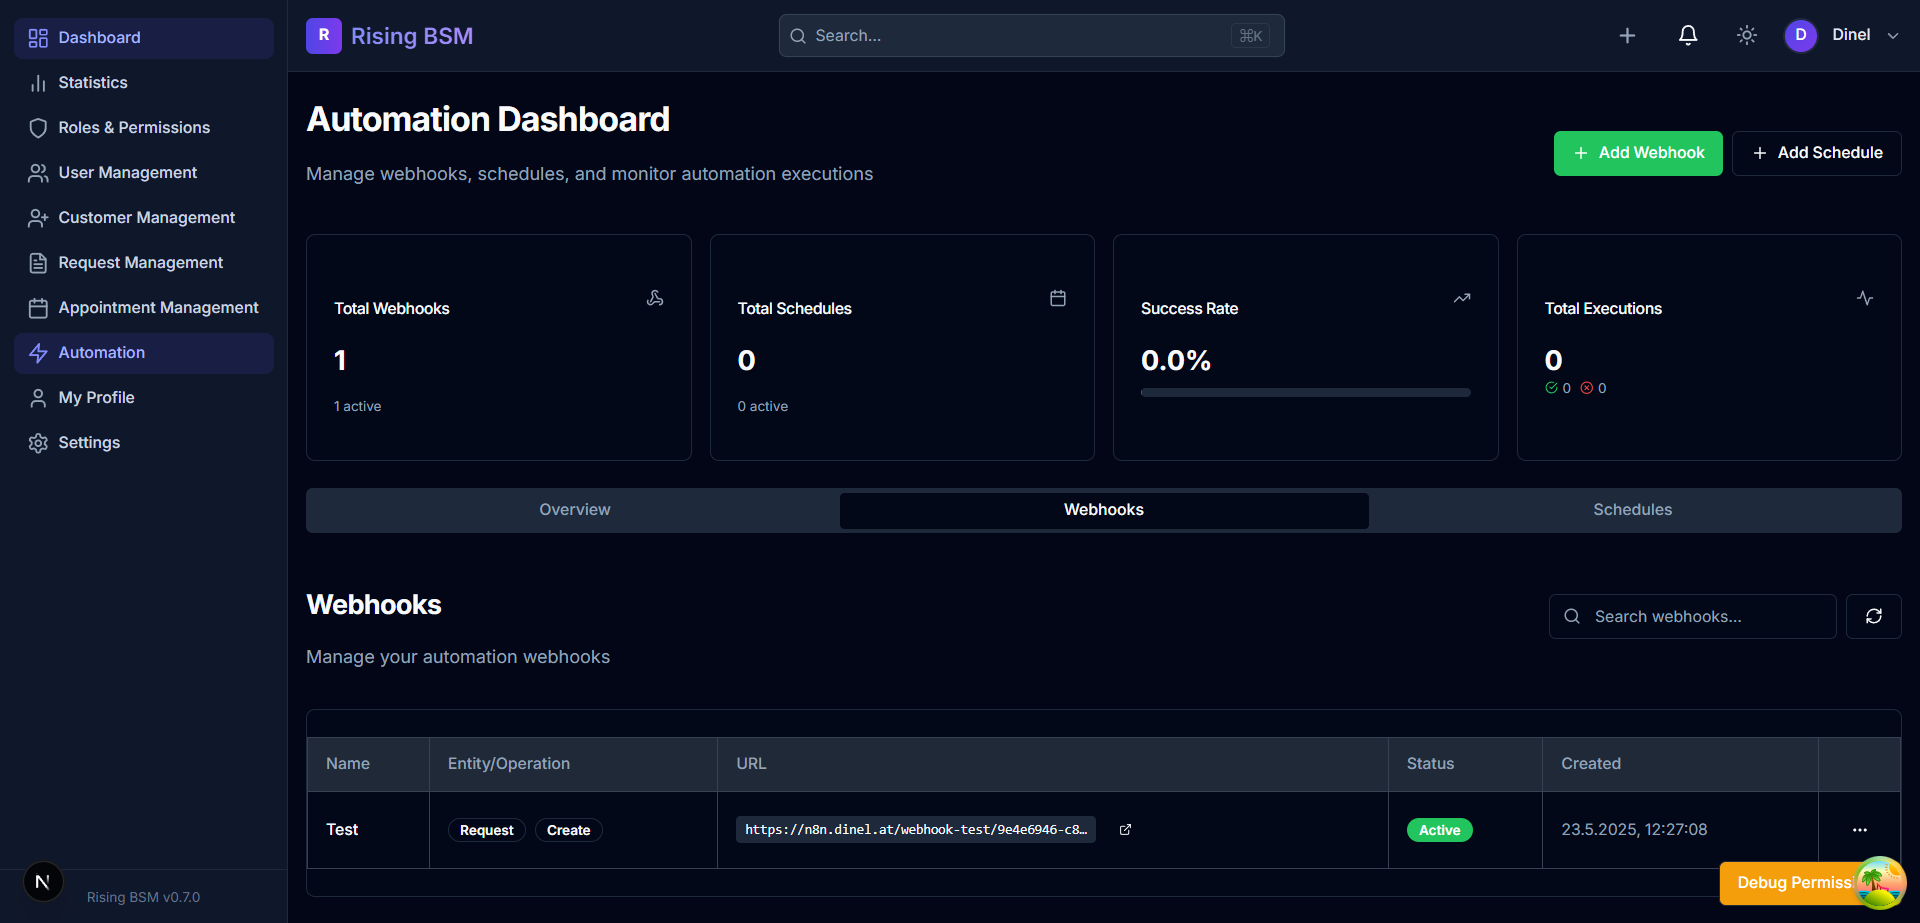 Dashboard
Statistics
Roles & Permissions
User Management
Customer Management
Request Management
Appointment Management
Automation
My Profile
Settings
N
Rising BSM v0.7.0
R Rising BSM
Search... ⌘K
D Dinel
Automation Dashboard
Manage webhooks, schedules, and monitor automation executions
Add Webhook
Add Schedule
Total Webhooks
1
1 active
Total Schedules
0
0 active
Success Rate
0.0%
Total Executions
0
0 0
Overview Webhooks Schedules
Webhooks
Manage your automation webhooks
Search webhooks...
Name Entity/Operation URL Status Created
Test Request Create https://n8n.dinel.at/webhook-test/9e4e6946-c8… Active 23.5.2025, 12:27:08
Debug Permissi